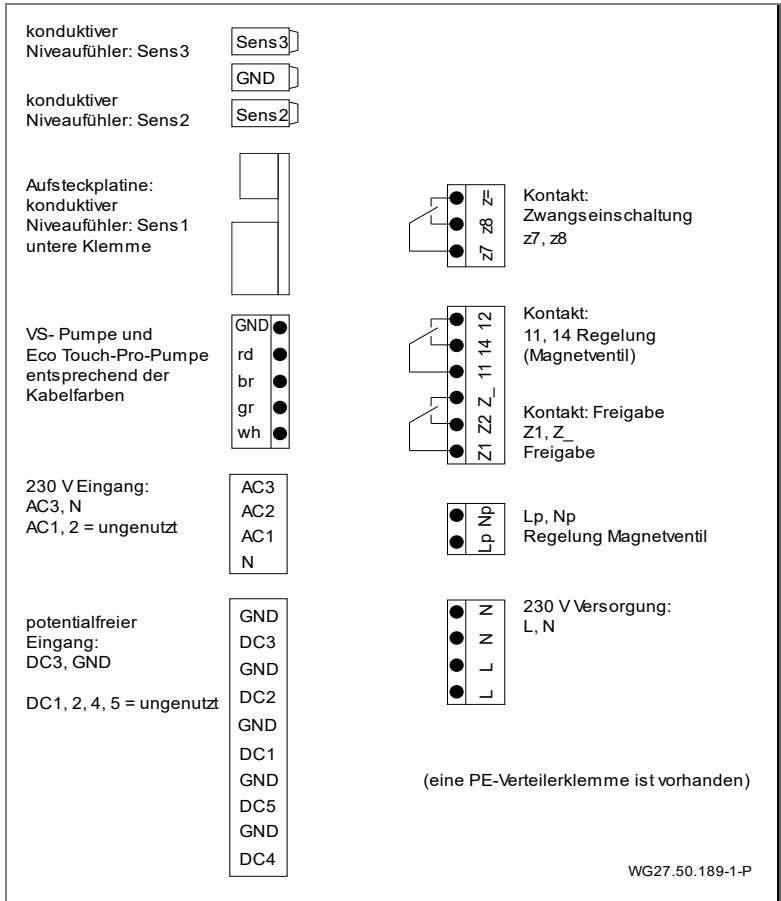 konduktiver
Niveaufühler: Sens3
Sens3
GND
konduktiver
Niveaufühler: Sens2
Sens2
Aufsteckplatine:
konduktiver
Niveaufühler: Sens1
untere Klemme
VS- Pumpe und
Eco Touch-Pro-Pumpe
entsprechend der
Kabelfarben
GND
rd
br
gr
wh
230 V Eingang:
AC3, N
AC1, 2 = ungenutzt
AC3
AC2
AC1
N
potentialfreier
Eingang:
DC3, GND
DC1, 2, 4, 5 = ungenutzt
GND
DC3
GND
DC2
GND
DC1
GND
DC5
GND
DC4
z7 z8 z=
Kontakt:
Zwangseinschaltung
z7, z8
Z1 Z2 Z_ 11 14 12
Kontakt:
11, 14 Regelung
(Magnetventil)
Kontakt: Freigabe
Z1, Z_
Freigabe
Lp Np
Lp, Np
Regelung Magnetventil
L L N N
230 V Versorgung:
L, N
(eine PE-Verteilerklemme ist vorhanden)
WG27.50.189-1-P